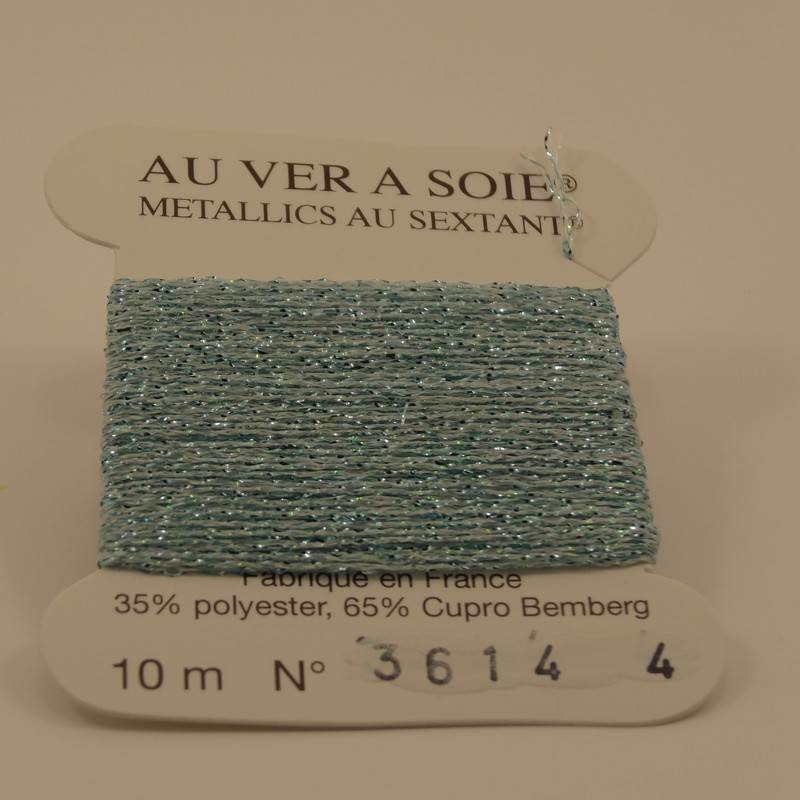 AU VER A SOIE®
METALLICS AU SEXTANT®
Fabriqué en France
35% polyester, 65% Cupro Bemberg
10 m N° 3614 4